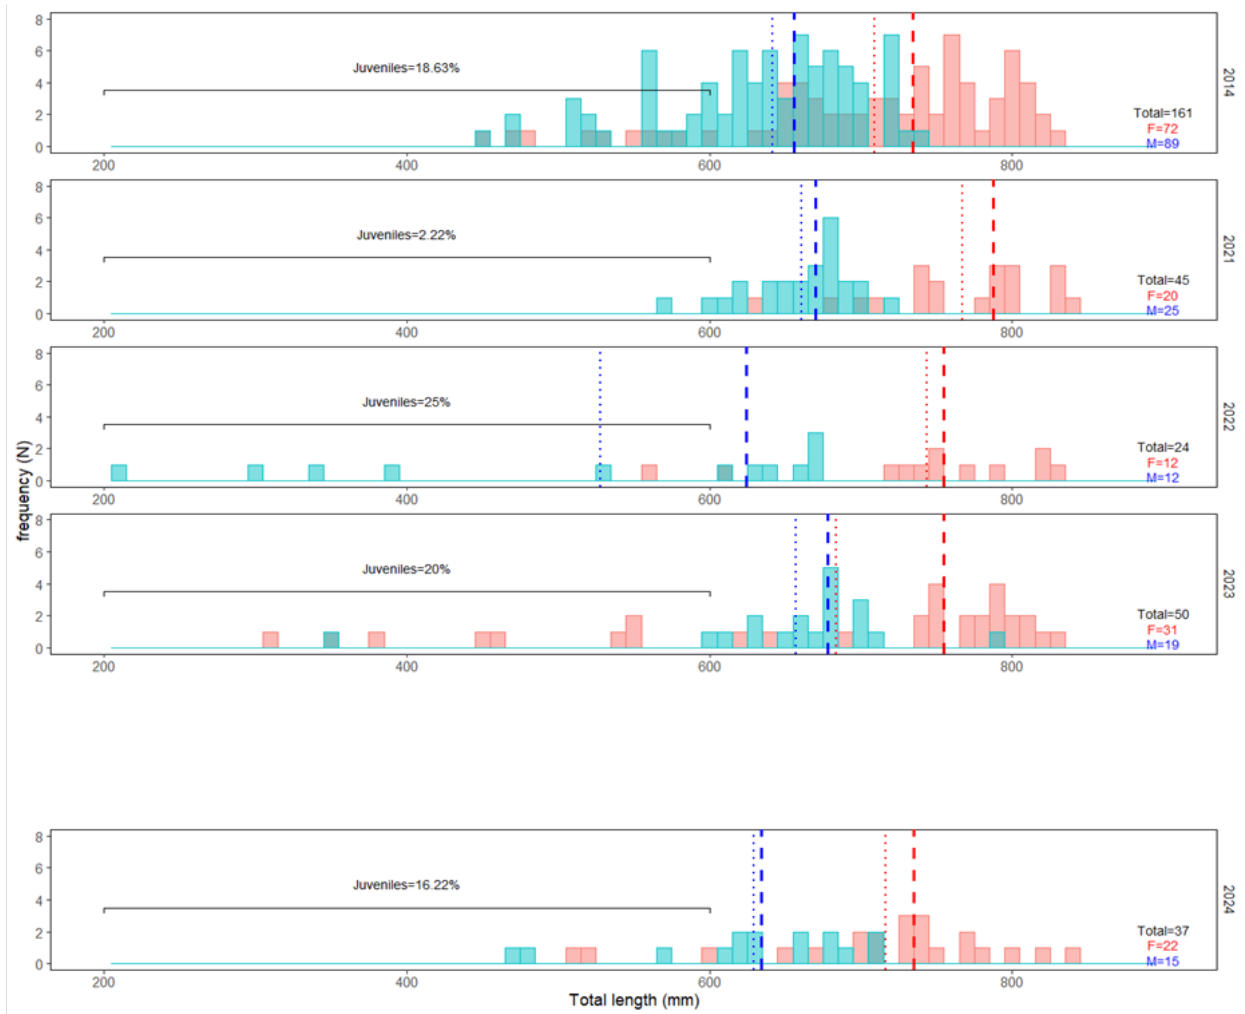 8
6
4
2
0
Juveniles=18.63%
2014
Total=161
F=72
M=89
200 400 600 800
8
6
4
2
0
Juveniles=2.22%
2021
Total=45
F=20
M=25
200 400 600 800
8
6
4
2
0
Juveniles=25%
2022
Total=24
F=12
M=12
200 400 600 800
frequency (N)
8
6
4
2
0
Juveniles=20%
2023
Total=50
F=31
M=19
200 400 600 800
8
6
4
2
0
Juveniles=16.22%
2024
Total=37
F=22
M=15
200 400 600 800
Total length (mm)